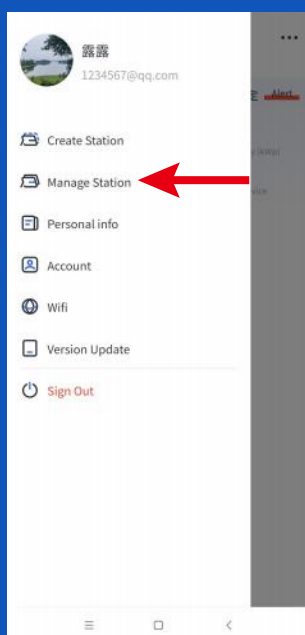 露露
1234567@qq.com
Alert
Create Station
Manage Station
Personal info
Account
Wifi
Version Update
Sign Out